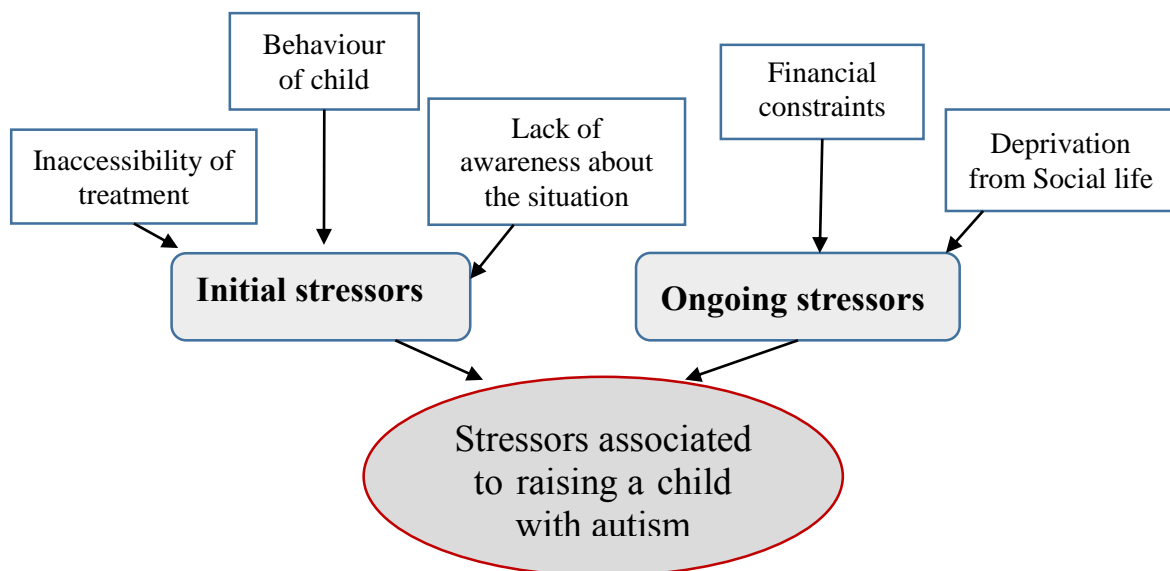 Behaviour
of child
Financial
constraints
Inaccessibility of
treatment
Lack of
awareness about
the situation
Deprivation
from Social life
Initial stressors
Ongoing stressors
Stressors associated
to raising a child
with autism